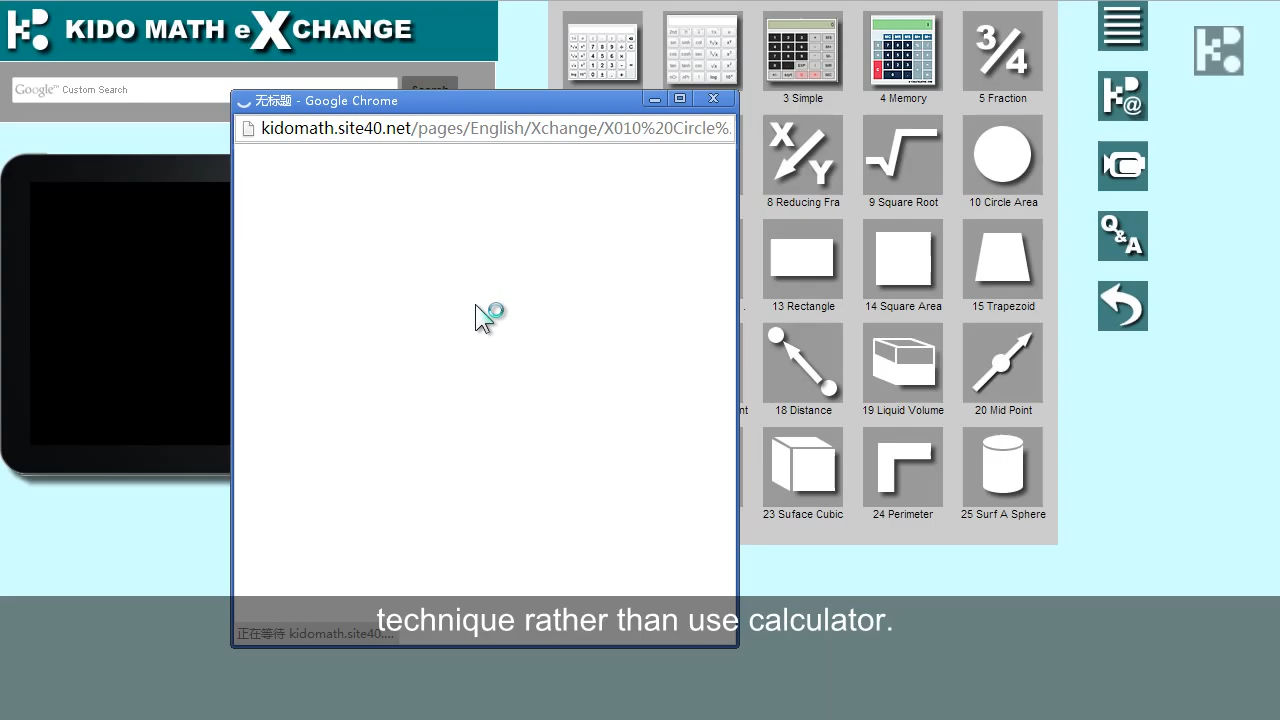 KIDO MATH eXCHANGE
Google™ Custom Search
无标题 - Google Chrome
kidomath.site40.net/pages/English/Xchange/X010%20Circle%.
3 Simple
4 Memory
3/4
5 Fraction
X
Y
8 Reducing Fra
9 Square Root
10 Circle Area
13 Rectangle
14 Square Area
15 Trapezoid
18 Distance
19 Liquid Volume
20 Mid Point
23 Suface Cubic
24 Perimeter
25 Surf A Sphere
@
Q&A
technique rather than use calculator.
正在等待 kidomath.site40....